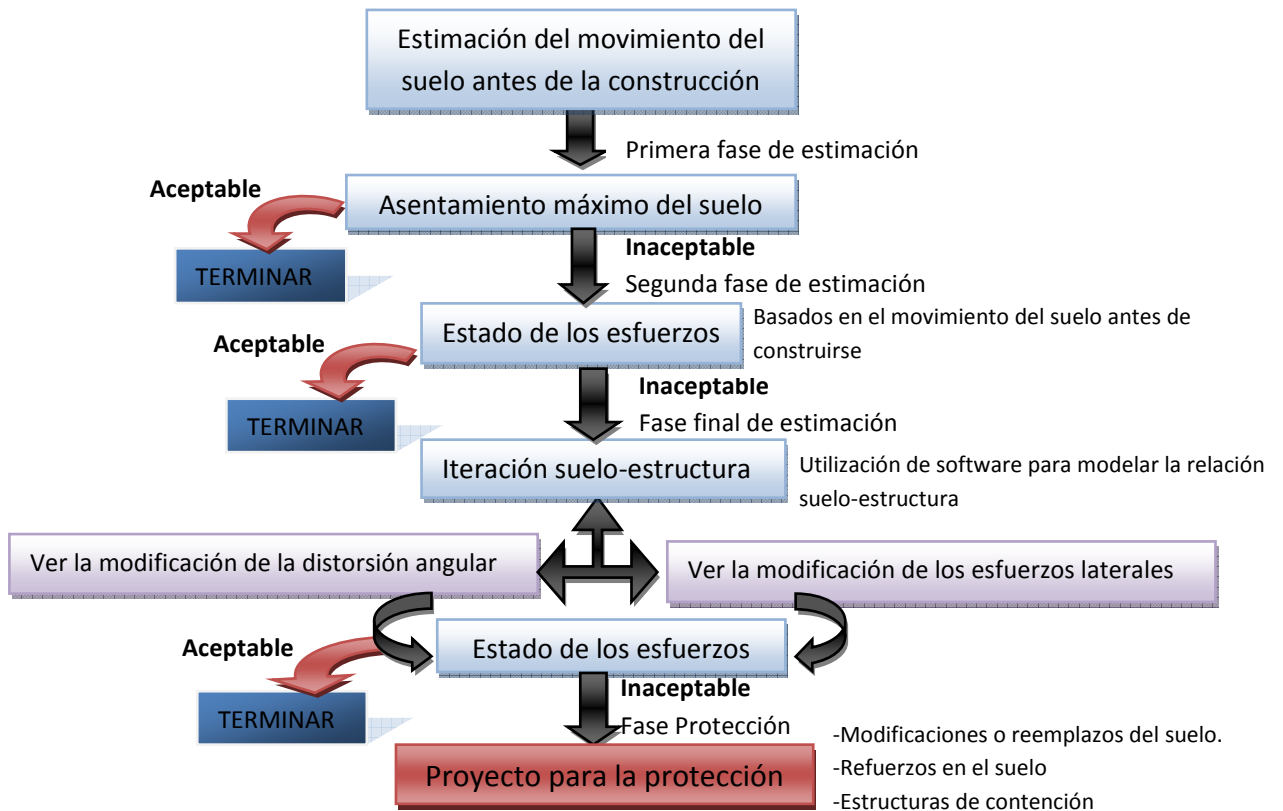 Estimación del movimiento del
suelo antes de la construcción
Primera fase de estimación
Aceptable
Asentamiento máximo del suelo
Inaceptable
TERMINAR
Segunda fase de estimación
Estado de los esfuerzos
Basados en el movimiento del suelo antes de
construirse
Aceptable
Inaceptable
TERMINAR
Fase final de estimación
Iteración suelo-estructura
Utilización de software para modelar la relación
suelo-estructura
Ver la modificación de la distorsión angular
Ver la modificación de los esfuerzos laterales
Aceptable
Estado de los esfuerzos
Inaceptable
TERMINAR
Fase Protección
Proyecto para la protección
-Modificaciones o reemplazos del suelo.
-Refuerzos en el suelo
-Estructuras de contención